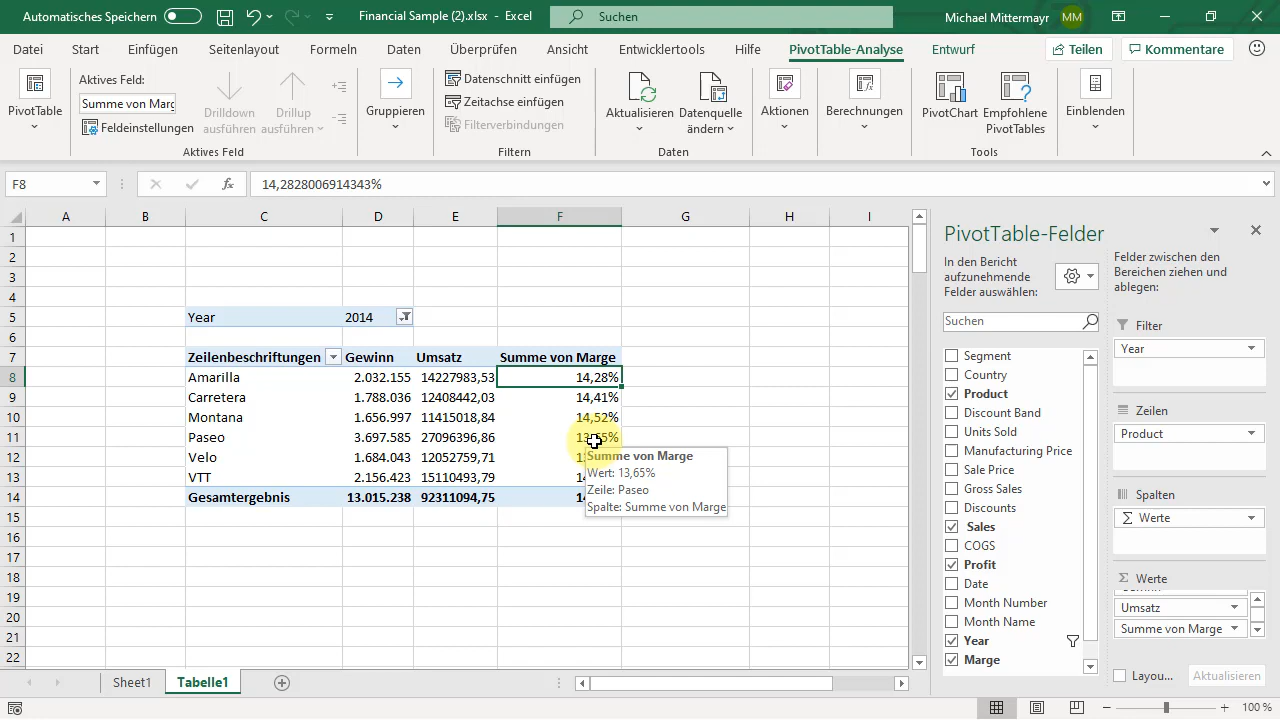 Automatisches Speichern
Financial Sample (2).xlsx - Excel
Suchen
Michael Mittermayr
MM
Datei Start Einfügen Seitenlayout Formeln Daten Überprüfen Ansicht Entwicklertools Hilfe PivotTable-Analyse Entwurf Teilen Kommentare
PivotTable
Aktives Feld:
Summe von Marg
Feldeinstellungen
Drilldown ausführen
Drillup ausführen
Aktives Feld
Gruppieren
Datenschnitt einfügen
Zeitachse einfügen
Filterverbindungen
Filtern
Aktualisieren
Datenquelle ändern
Daten
Aktionen
Berechnungen
PivotChart
Empfohlene PivotTables
Tools
Einblenden
F8
fx
14,2828006914343%
A B C D E F G H I
1
2
3
4
5 Year 2014
6
7 Zeilenbeschriftungen Gewinn Umsatz Summe von Marge
8 Amarilla 2.032.155 14227983,53 14,28%
9 Carretera 1.788.036 12408442,03 14,41%
10 Montana 1.656.997 11415018,84 14,52%
11 Paseo 3.697.585 27096396,86
12 Velo 1.684.043 12052759,71
13 VTT 2.156.423 15110493,79
14 Gesamtergebnis 13.015.238 92311094,75
15
16
17
18
19
20
21
22
Summe von Marge
Wert: 13,65%
Zeile: Paseo
Spalte: Summe von Marge
Sheet1 Tabelle1
PivotTable-Felder
In den Bericht
aufzunehmende
Felder auswählen:
Suchen
Segment
Country
Product
Discount Band
Units Sold
Manufacturing Price
Sale Price
Gross Sales
Discounts
Sales
COGS
Profit
Date
Month Number
Month Name
Year
Marge
Felder zwischen den
Bereichen ziehen und
ablegen:
Filter
Year
Zeilen
Product
Spalten
Σ Werte
Σ Werte
Umsatz
Summe von Marge
Layou...
Aktualisieren
100 %